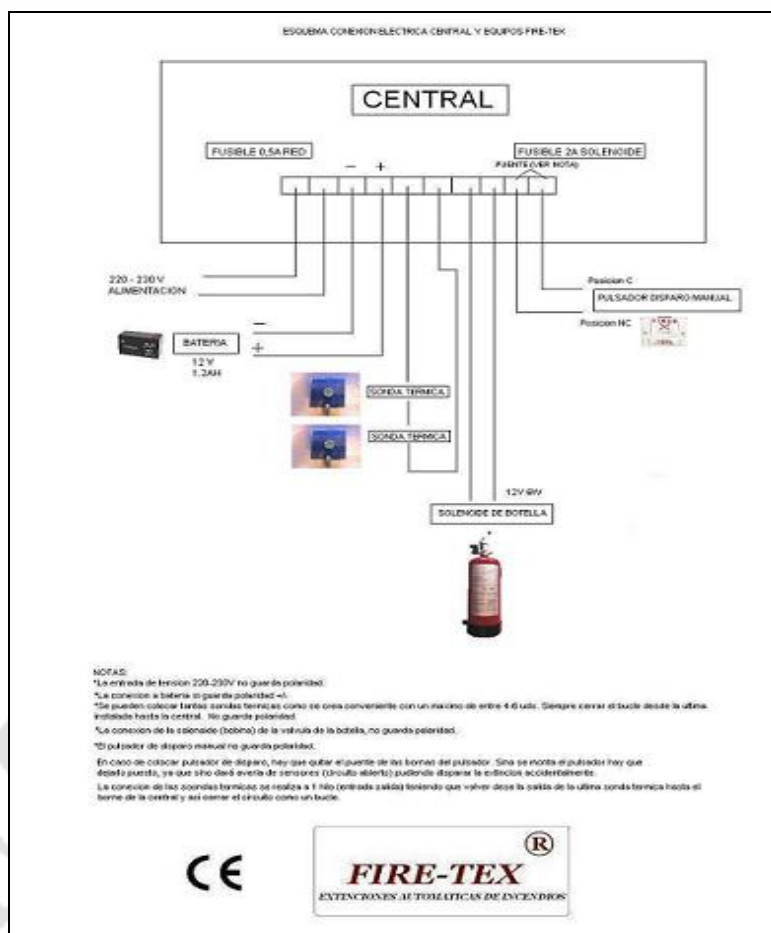 ESQUEMA CONEXION ELECTRICA CENTRAL Y EQUIPOS FIRE-TEX
CENTRAL
FUSIBLE 0,5A RED
FUSIBLE 2A SOLENOIDE
PUENTE (VER NOTA)
− +
220 - 230 V
ALIMENTACION
Posicion C
PULSADOR DISPARO MANUAL
Posicion NC
−
BATERIA
+
12 V
1.2AH
SONDA TERMICA
SONDA TERMICA
12V 6W
SOLENOIDE DE BOTELLA
NOTAS:
*La entrada de tension 220-230V no guarda polaridad.
*La conexion a bateria si guarda polaridad +/-
*Se pueden colocar tantas sondas termicas como se crea conveniente con un maximo de entre 4-6 uds. Siempre cerrar el bucle desde la ultima
instalada hasta la central. No guarda polaridad.
*La conexion de la solenoide (bobina) de la valvula de la botella, no guarda polaridad.
*El pulsador de disparo manual no guarda polaridad.
En caso de colocar pulsador de disparo, hay que quitar el puente de las bornas del pulsador. Sino se monta el pulsador hay que
dejarlo puesto, ya que sino dará averia de sensores (circuito abierto) pudiendo disparar la extincion accidentalmente.
La conexion de las sondas termicas se realiza a 1 hilo (entrada salida) teniendo que volver dese la salida de la ultima sonda termica hasta el
borne de la central y asi cerrar el circuito como un bucle.
CE
FIRE-TEX ®
EXTINCIONES AUTOMATICAS DE INCENDIOS